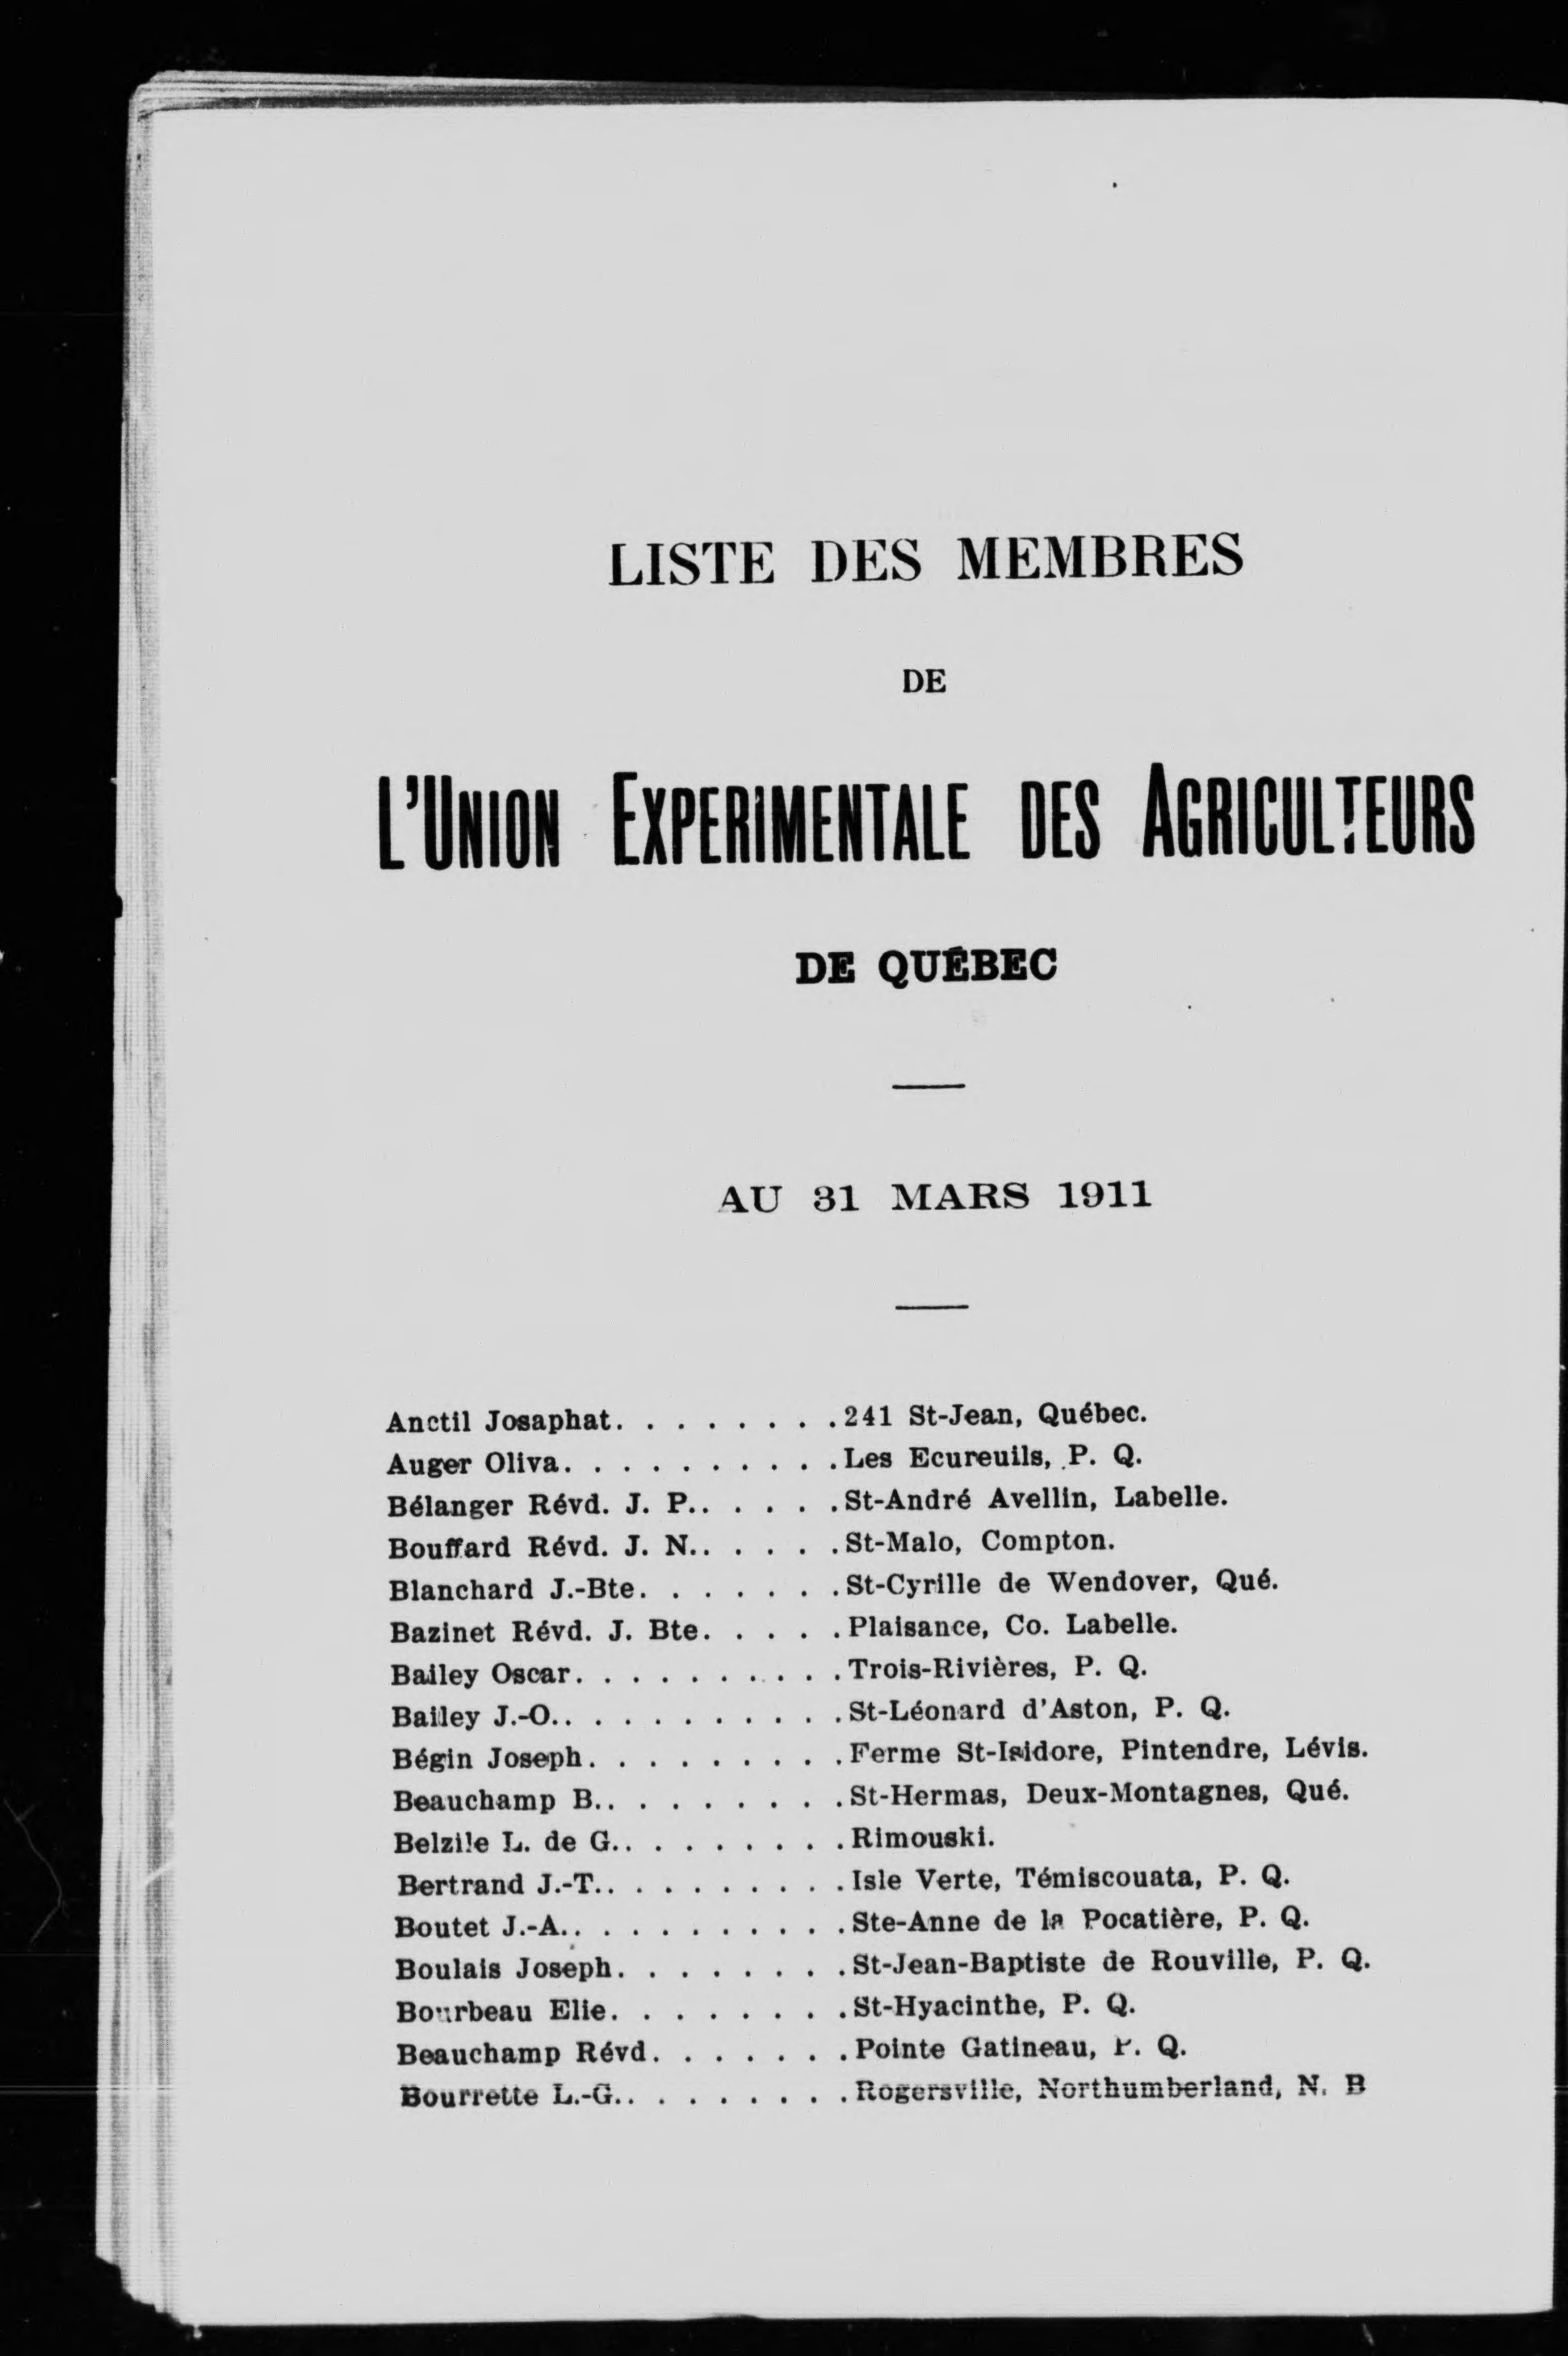 LISTE DES MEMBRES
DE
L'UNION EXPERIMENTALE DES AGRICULTEURS
DE QUÉBEC
AU 31 MARS 1911
Anctil Josaphat. . . . . . . . .241 St-Jean, Québec.
Auger Oliva. . . . . . . . . . .Les Ecureuils, P. Q.
Bélanger Révd. J. P.. . . . . .St-André Avellin, Labelle.
Bouffard Révd. J. N.. . . . . .St-Malo, Compton.
Blanchard J.-Bte. . . . . . . .St-Cyrille de Wendover, Qué.
Bazinet Révd. J. Bte. . . . . .Plaisance, Co. Labelle.
Bailey Oscar. . . . . . . . . .Trois-Rivières, P. Q.
Bailey J.-O.. . . . . . . . . . .St-Léonard d'Aston, P. Q.
Bégin Joseph. . . . . . . . . .Ferme St-Isidore, Pintendre, Lévis.
Beauchamp B.. . . . . . . . .St-Hermas, Deux-Montagnes, Qué.
Belzile L. de G.. . . . . . . . .Rimouski.
Bertrand J.-T.. . . . . . . . . .Isle Verte, Témiscouata, P. Q.
Boutet J.-A.. . . . . . . . . . .Ste-Anne de la Pocatière, P. Q.
Boulais Joseph. . . . . . . . .St-Jean-Baptiste de Rouville, P. Q.
Bourbeau Elie. . . . . . . . .St-Hyacinthe, P. Q.
Beauchamp Révd. . . . . . . .Pointe Gatineau, P. Q.
Bourrette L.-G.. . . . . . . . .Rogersville, Northumberland, N. B